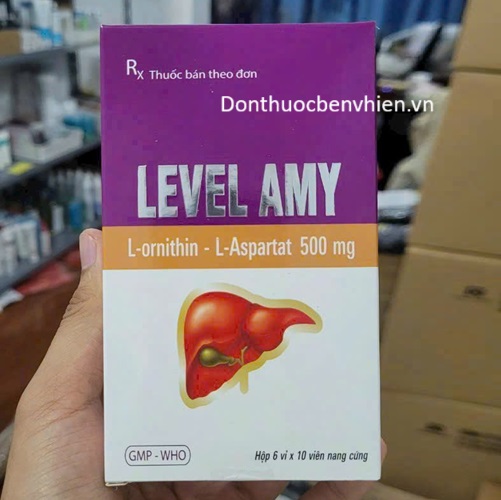 Rx Thuốc bán theo đơn
Donthuocbenvhien.vn
LEVEL AMY
L-ornithin - L-Aspartat 500 mg
GMP - WHO
Hộp 6 vỉ x 10 viên nang cứng